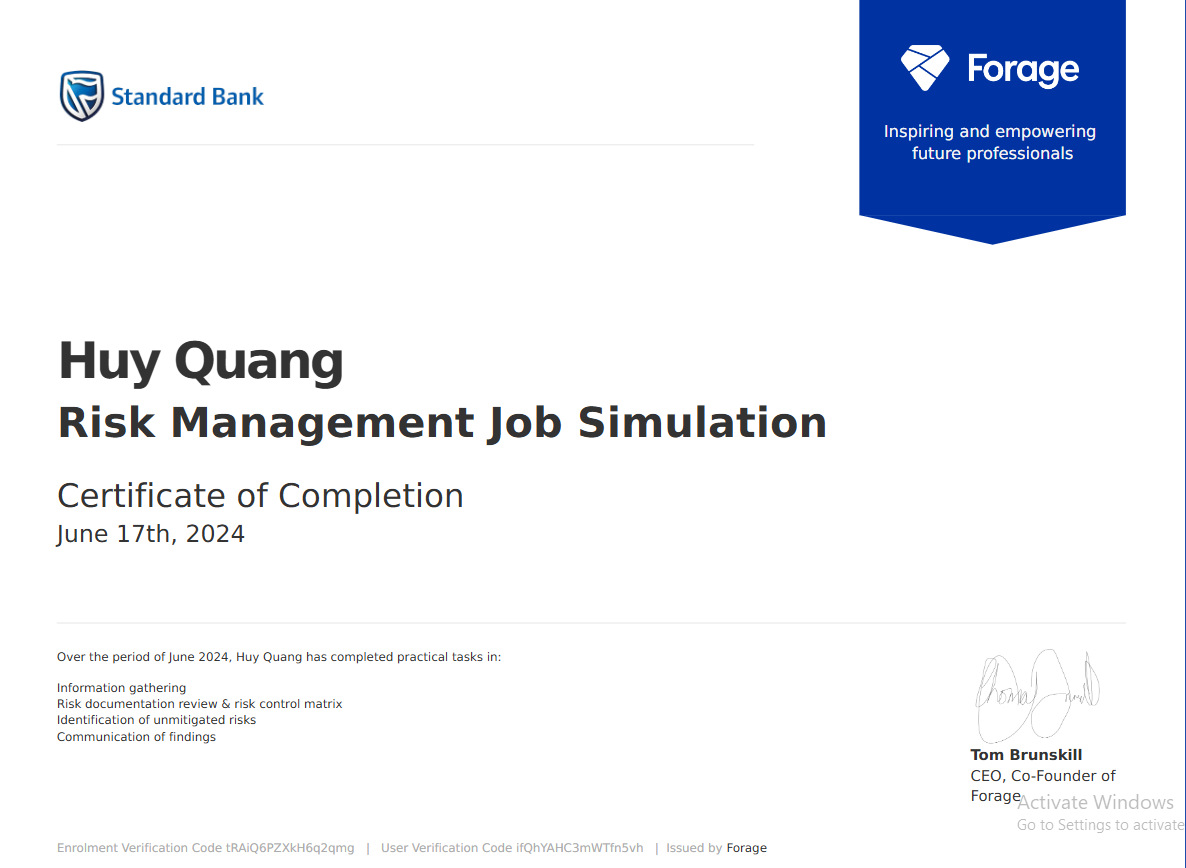 Standard Bank
Forage
Inspiring and empowering
future professionals
Huy Quang
Risk Management Job Simulation
Certificate of Completion
June 17th, 2024
Over the period of June 2024, Huy Quang has completed practical tasks in:
Information gathering
Risk documentation review & risk control matrix
Identification of unmitigated risks
Communication of findings
Tom Brunskill
CEO, Co-Founder of
Forage
Activate Windows
Go to Settings to activate
Enrolment Verification Code tRAiQ6PZXkH6q2qmg | User Verification Code ifQhYAHC3mWTfn5vh | Issued by Forage